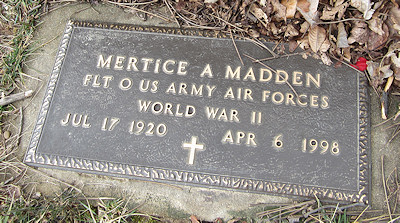 MERTICE A MADDEN
FLT O US ARMY AIR FORCES
WORLD WAR II
JUL 17 1920 APR 6 1998